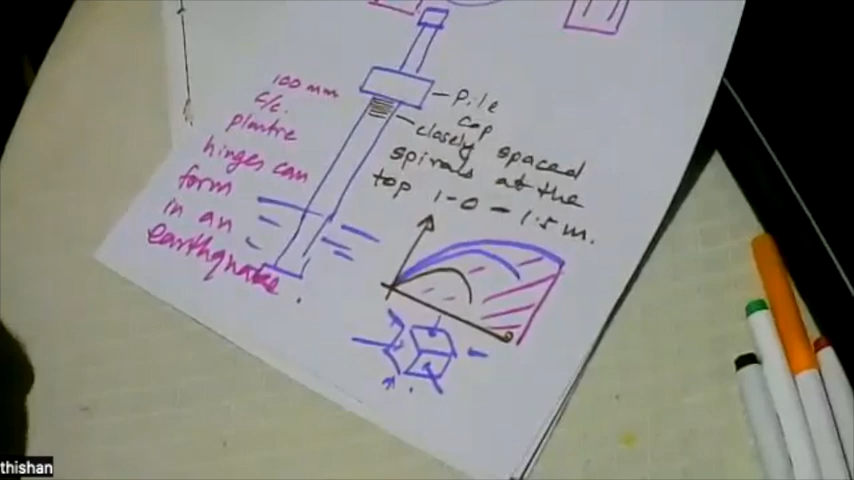 100 mm
c/c.
plastic
hinges can
form
in an
earthquake.
pile
cap
closely spaced
spirals at the
top 1-0 - 1.5 m.
thishan